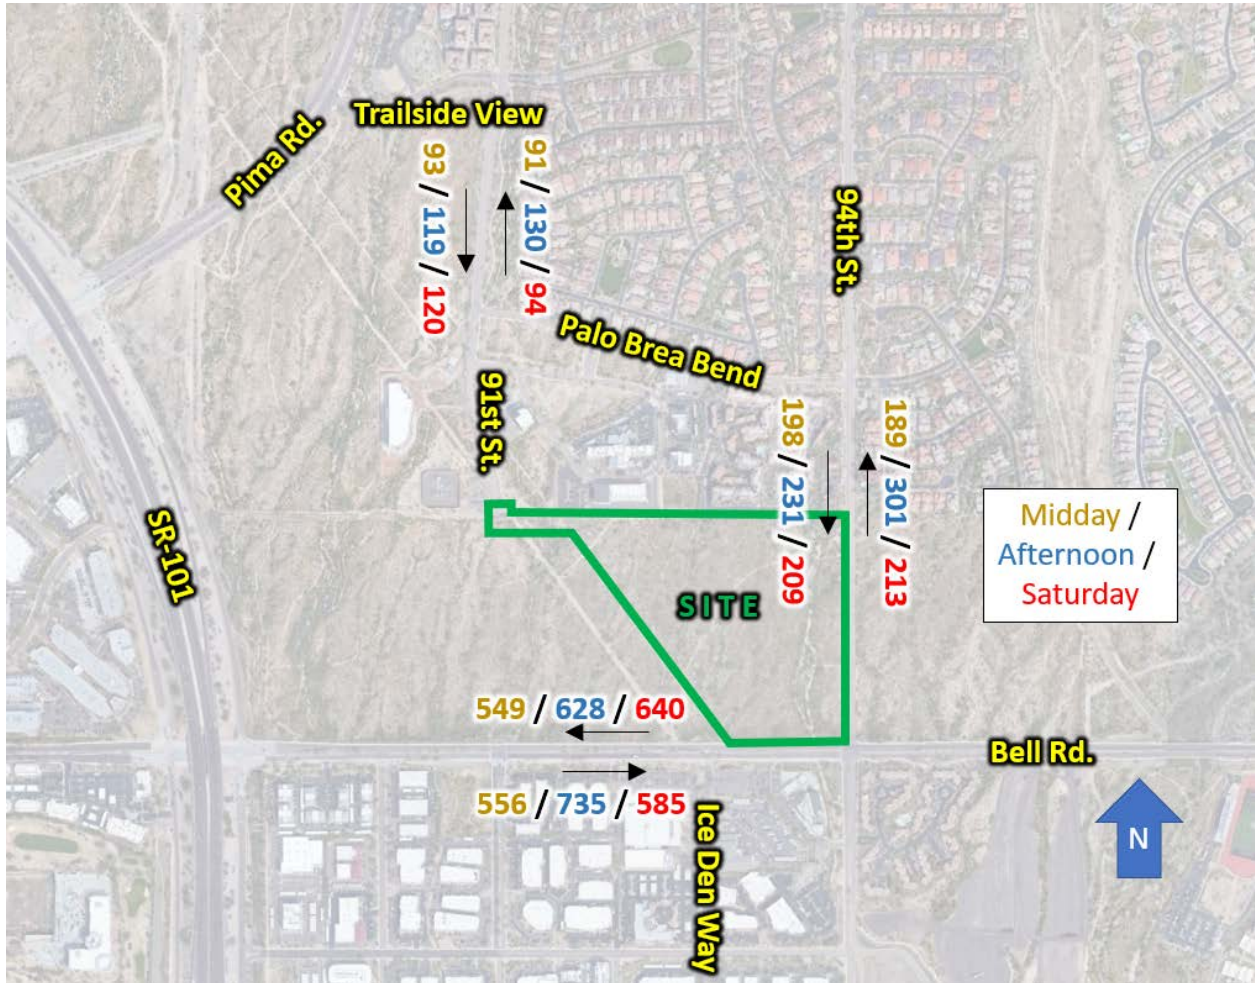 Trailside View
Pima Rd.
93 / 119 / 120
91 / 130 / 94
94th St.
Palo Brea Bend
91st St.
198 / 231 / 209
189 / 301 / 213
Midday /
Afternoon /
Saturday
SR-101
SITE
549 / 628 / 640
Bell Rd.
556 / 735 / 585
Ice Den Way
N